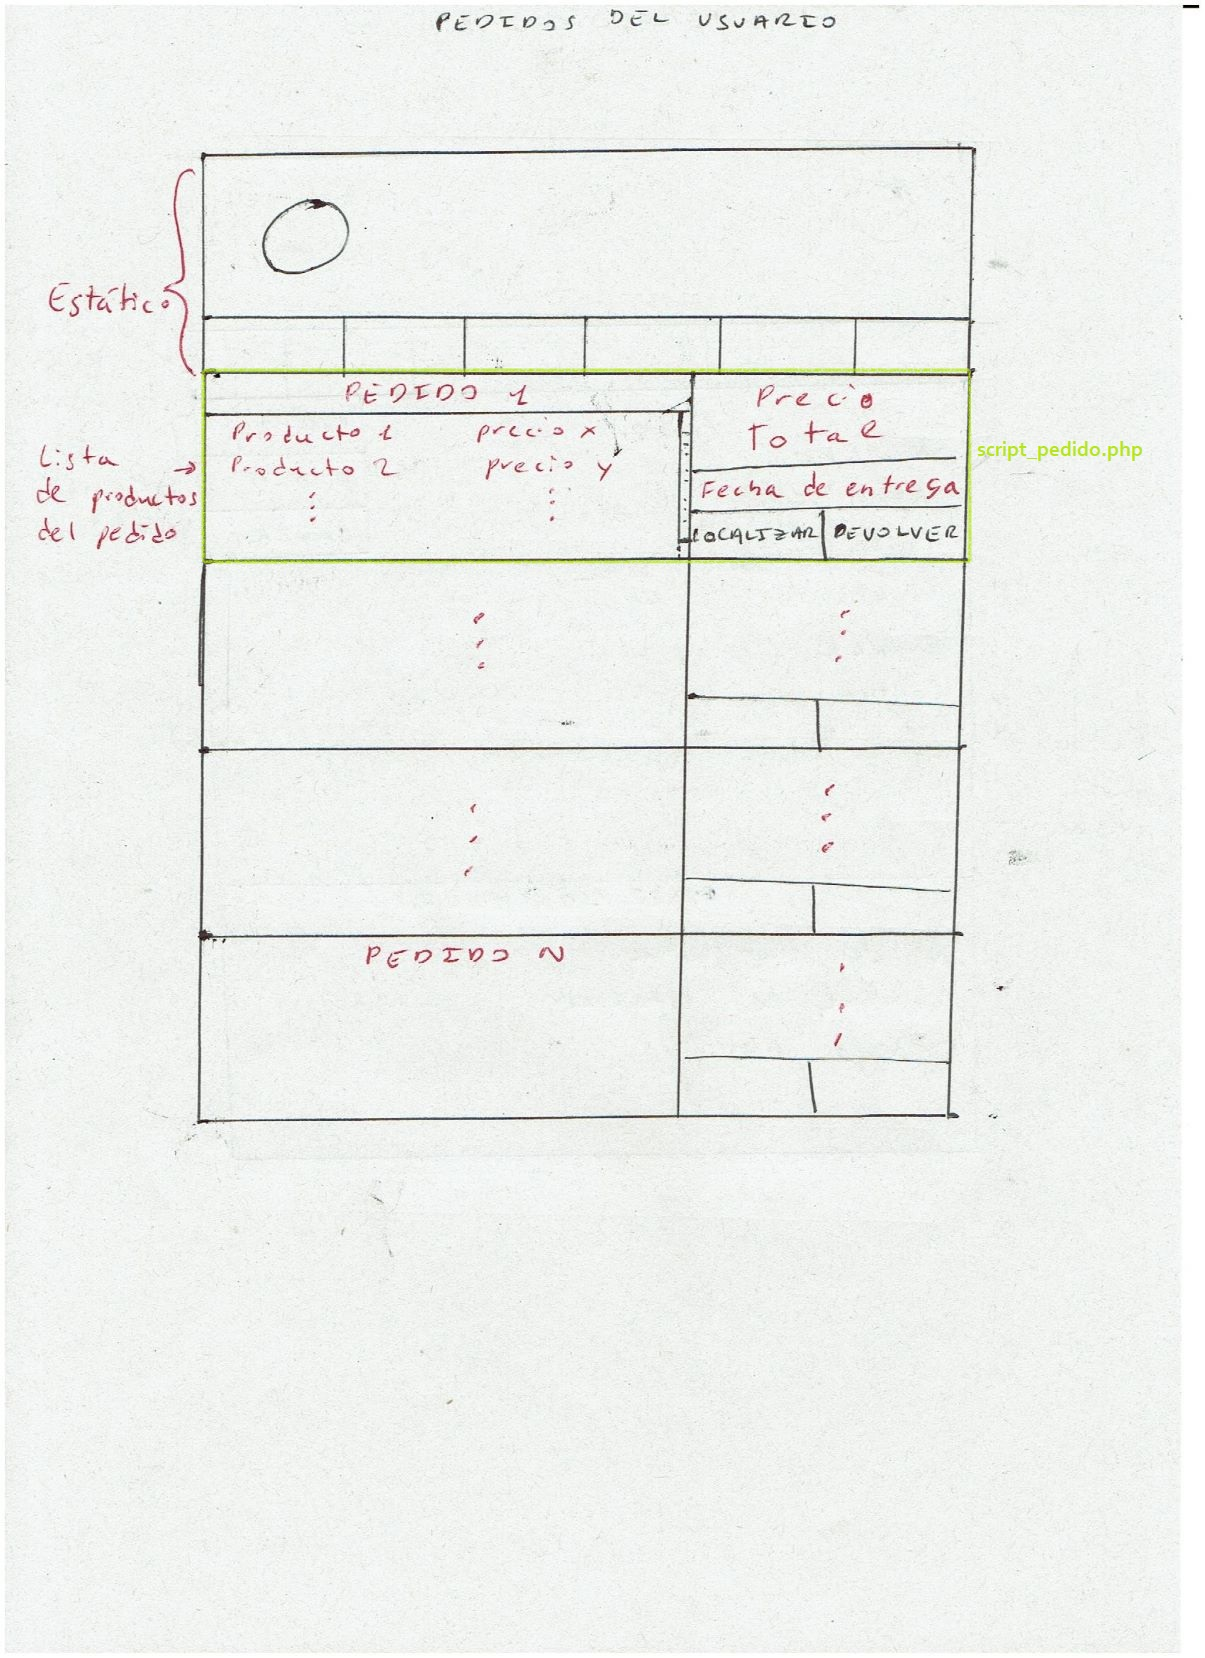 PEDIDOS DEL USUARIO
Estático
PEDIDO 1
Producto 1 precio x
Producto 2 precio y
Precio
Total
Fecha de entrega
LOCALIZAR DEVOLVER
script_pedido.php
Lista
de productos
del pedido
PEDIDO N